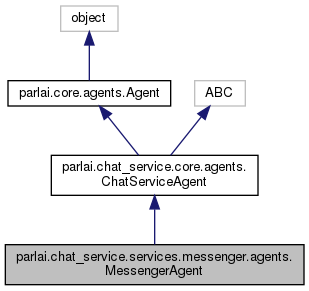 object
parlai.core.agents.Agent
ABC
parlai.chat_service.core.agents.
ChatServiceAgent
parlai.chat_service.services.messenger.agents.
MessengerAgent